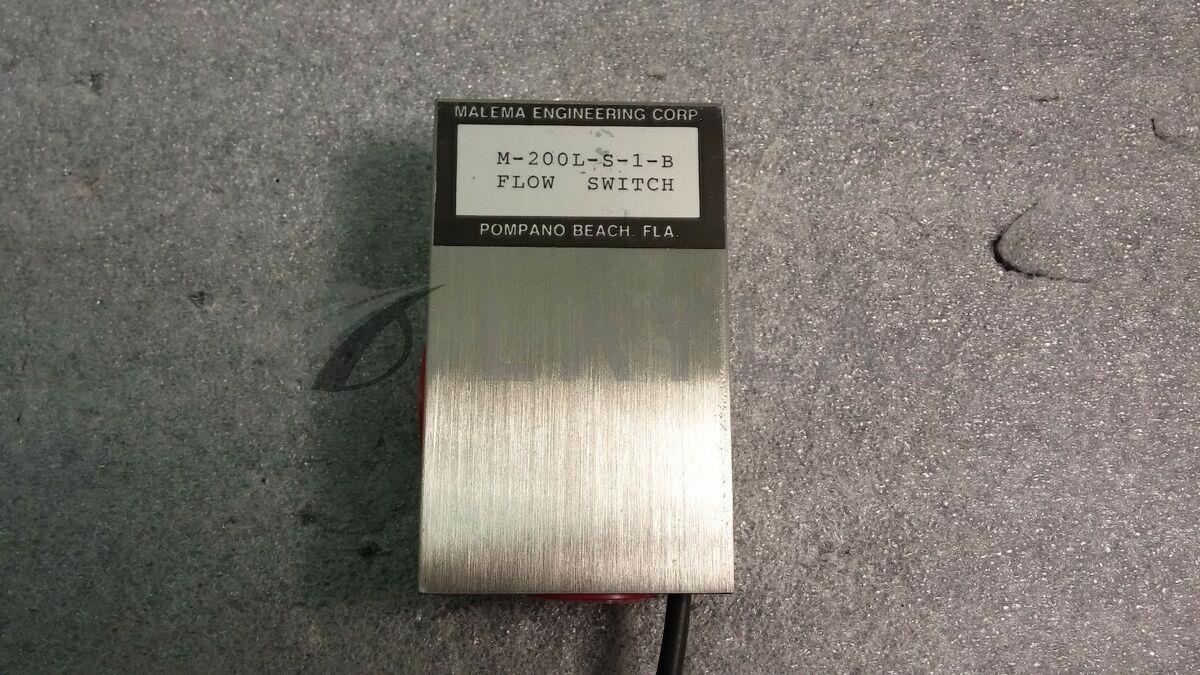 MALEMA ENGINEERING CORP.
M-200L-S-1-B
FLOW SWITCH
POMPANO BEACH. FLA.